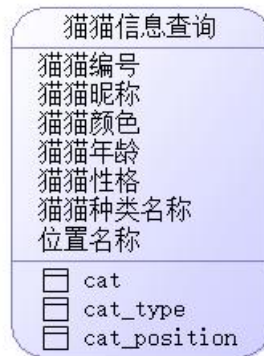 猫猫信息查询
猫猫编号
猫猫昵称
猫猫颜色
猫猫年龄
猫猫性格
猫猫种类名称
位置名称
cat
cat_type
cat_position